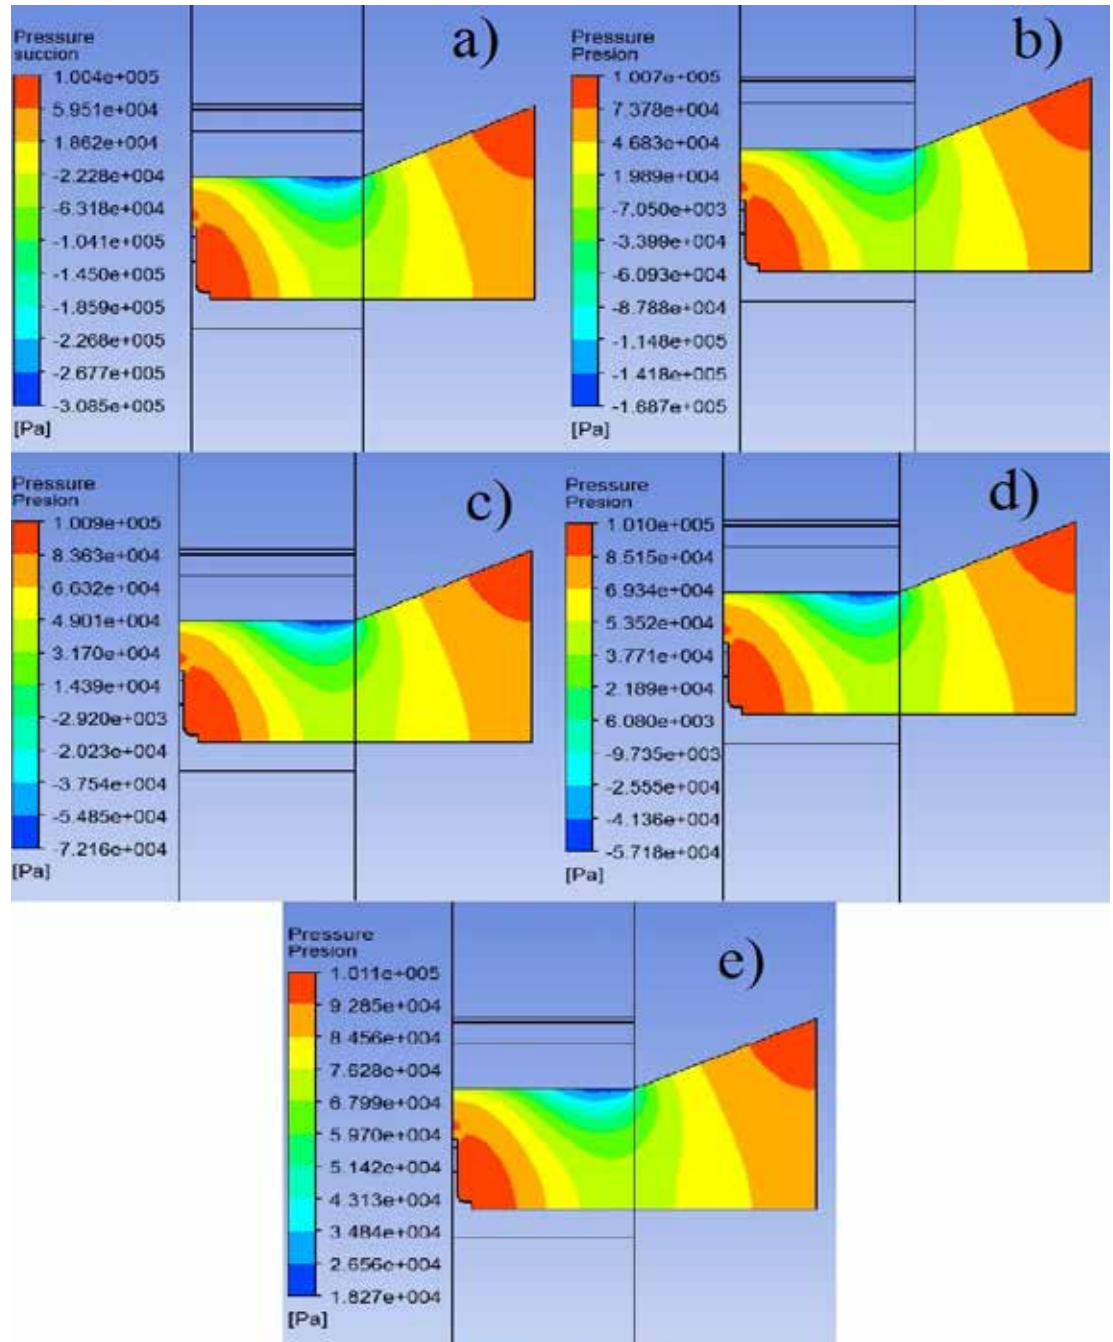 Pressure
succion
a)
1.004e+005
5.951e+004
1.862e+004
-2.228e+004
-6.318e+004
-1.041e+005
-1.450e+005
-1.859e+005
-2.268e+005
-2.677e+005
-3.085e+005
[Pa]
Pressure
Presion
b)
1.007e+005
7.378e+004
4.683e+004
1.989e+004
-7.050e+003
-3.399e+004
-6.093e+004
-8.788e+004
-1.148e+005
-1.418e+005
-1.687e+005
[Pa]
Pressure
Presion
c)
1.009e+005
8.363e+004
6.632e+004
4.901e+004
3.170e+004
1.439e+004
-2.920e+003
-2.023e+004
-3.754e+004
-5.485e+004
-7.216e+004
[Pa]
Pressure
Presion
d)
1.010e+005
8.515e+004
6.934e+004
5.352e+004
3.771e+004
2.189e+004
6.080e+003
-9.735e+003
-2.555e+004
-4.136e+004
-5.718e+004
[Pa]
Pressure
Presion
e)
1.011e+005
9.285e+004
8.456e+004
7.628e+004
6.799e+004
5.970e+004
5.142e+004
4.313e+004
3.484e+004
2.656e+004
1.827e+004
[Pa]